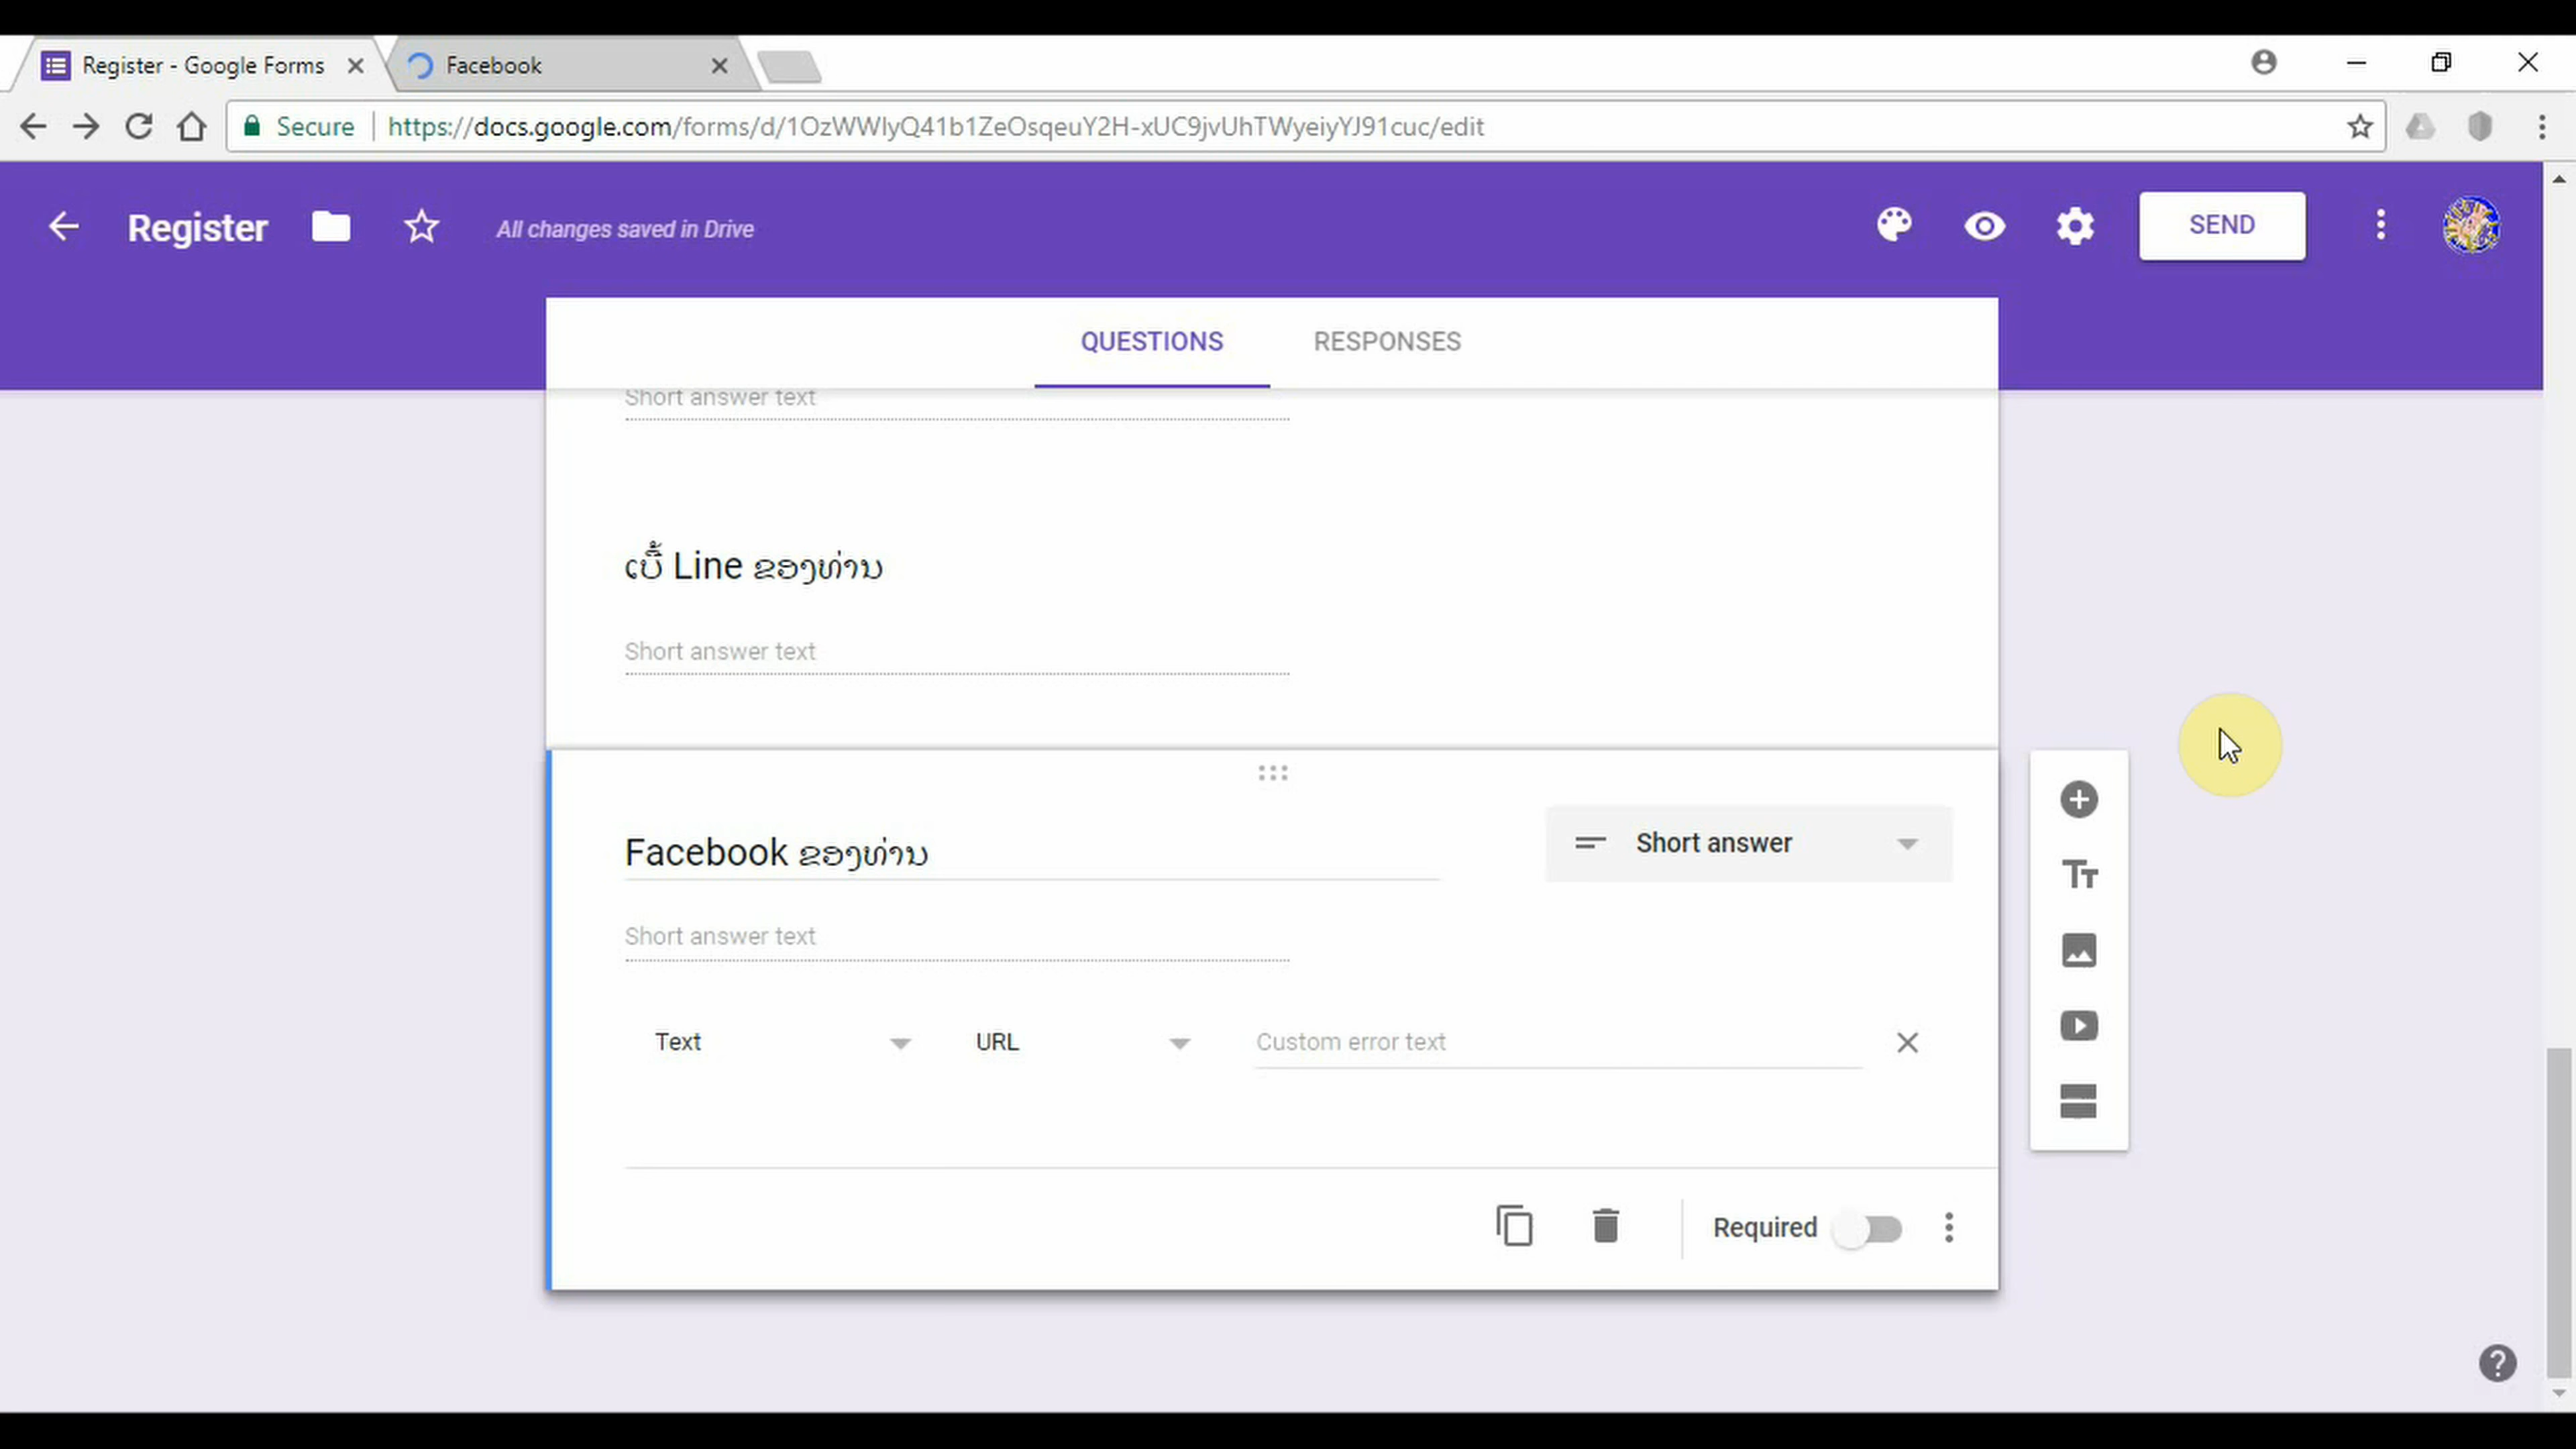 Register - Google Forms
Facebook
Secure
https://docs.google.com/forms/d/1OzWWlyQ41b1ZeOsqeuY2H-xUC9jvUhTWyeiyYJ91cuc/edit
Register
All changes saved in Drive
SEND
QUESTIONS
RESPONSES
Short answer text
ເບີ້ Line ຂອງທ່ານ
Short answer text
Facebook ຂອງທ່ານ
Short answer
Short answer text
Text
URL
Custom error text
Required